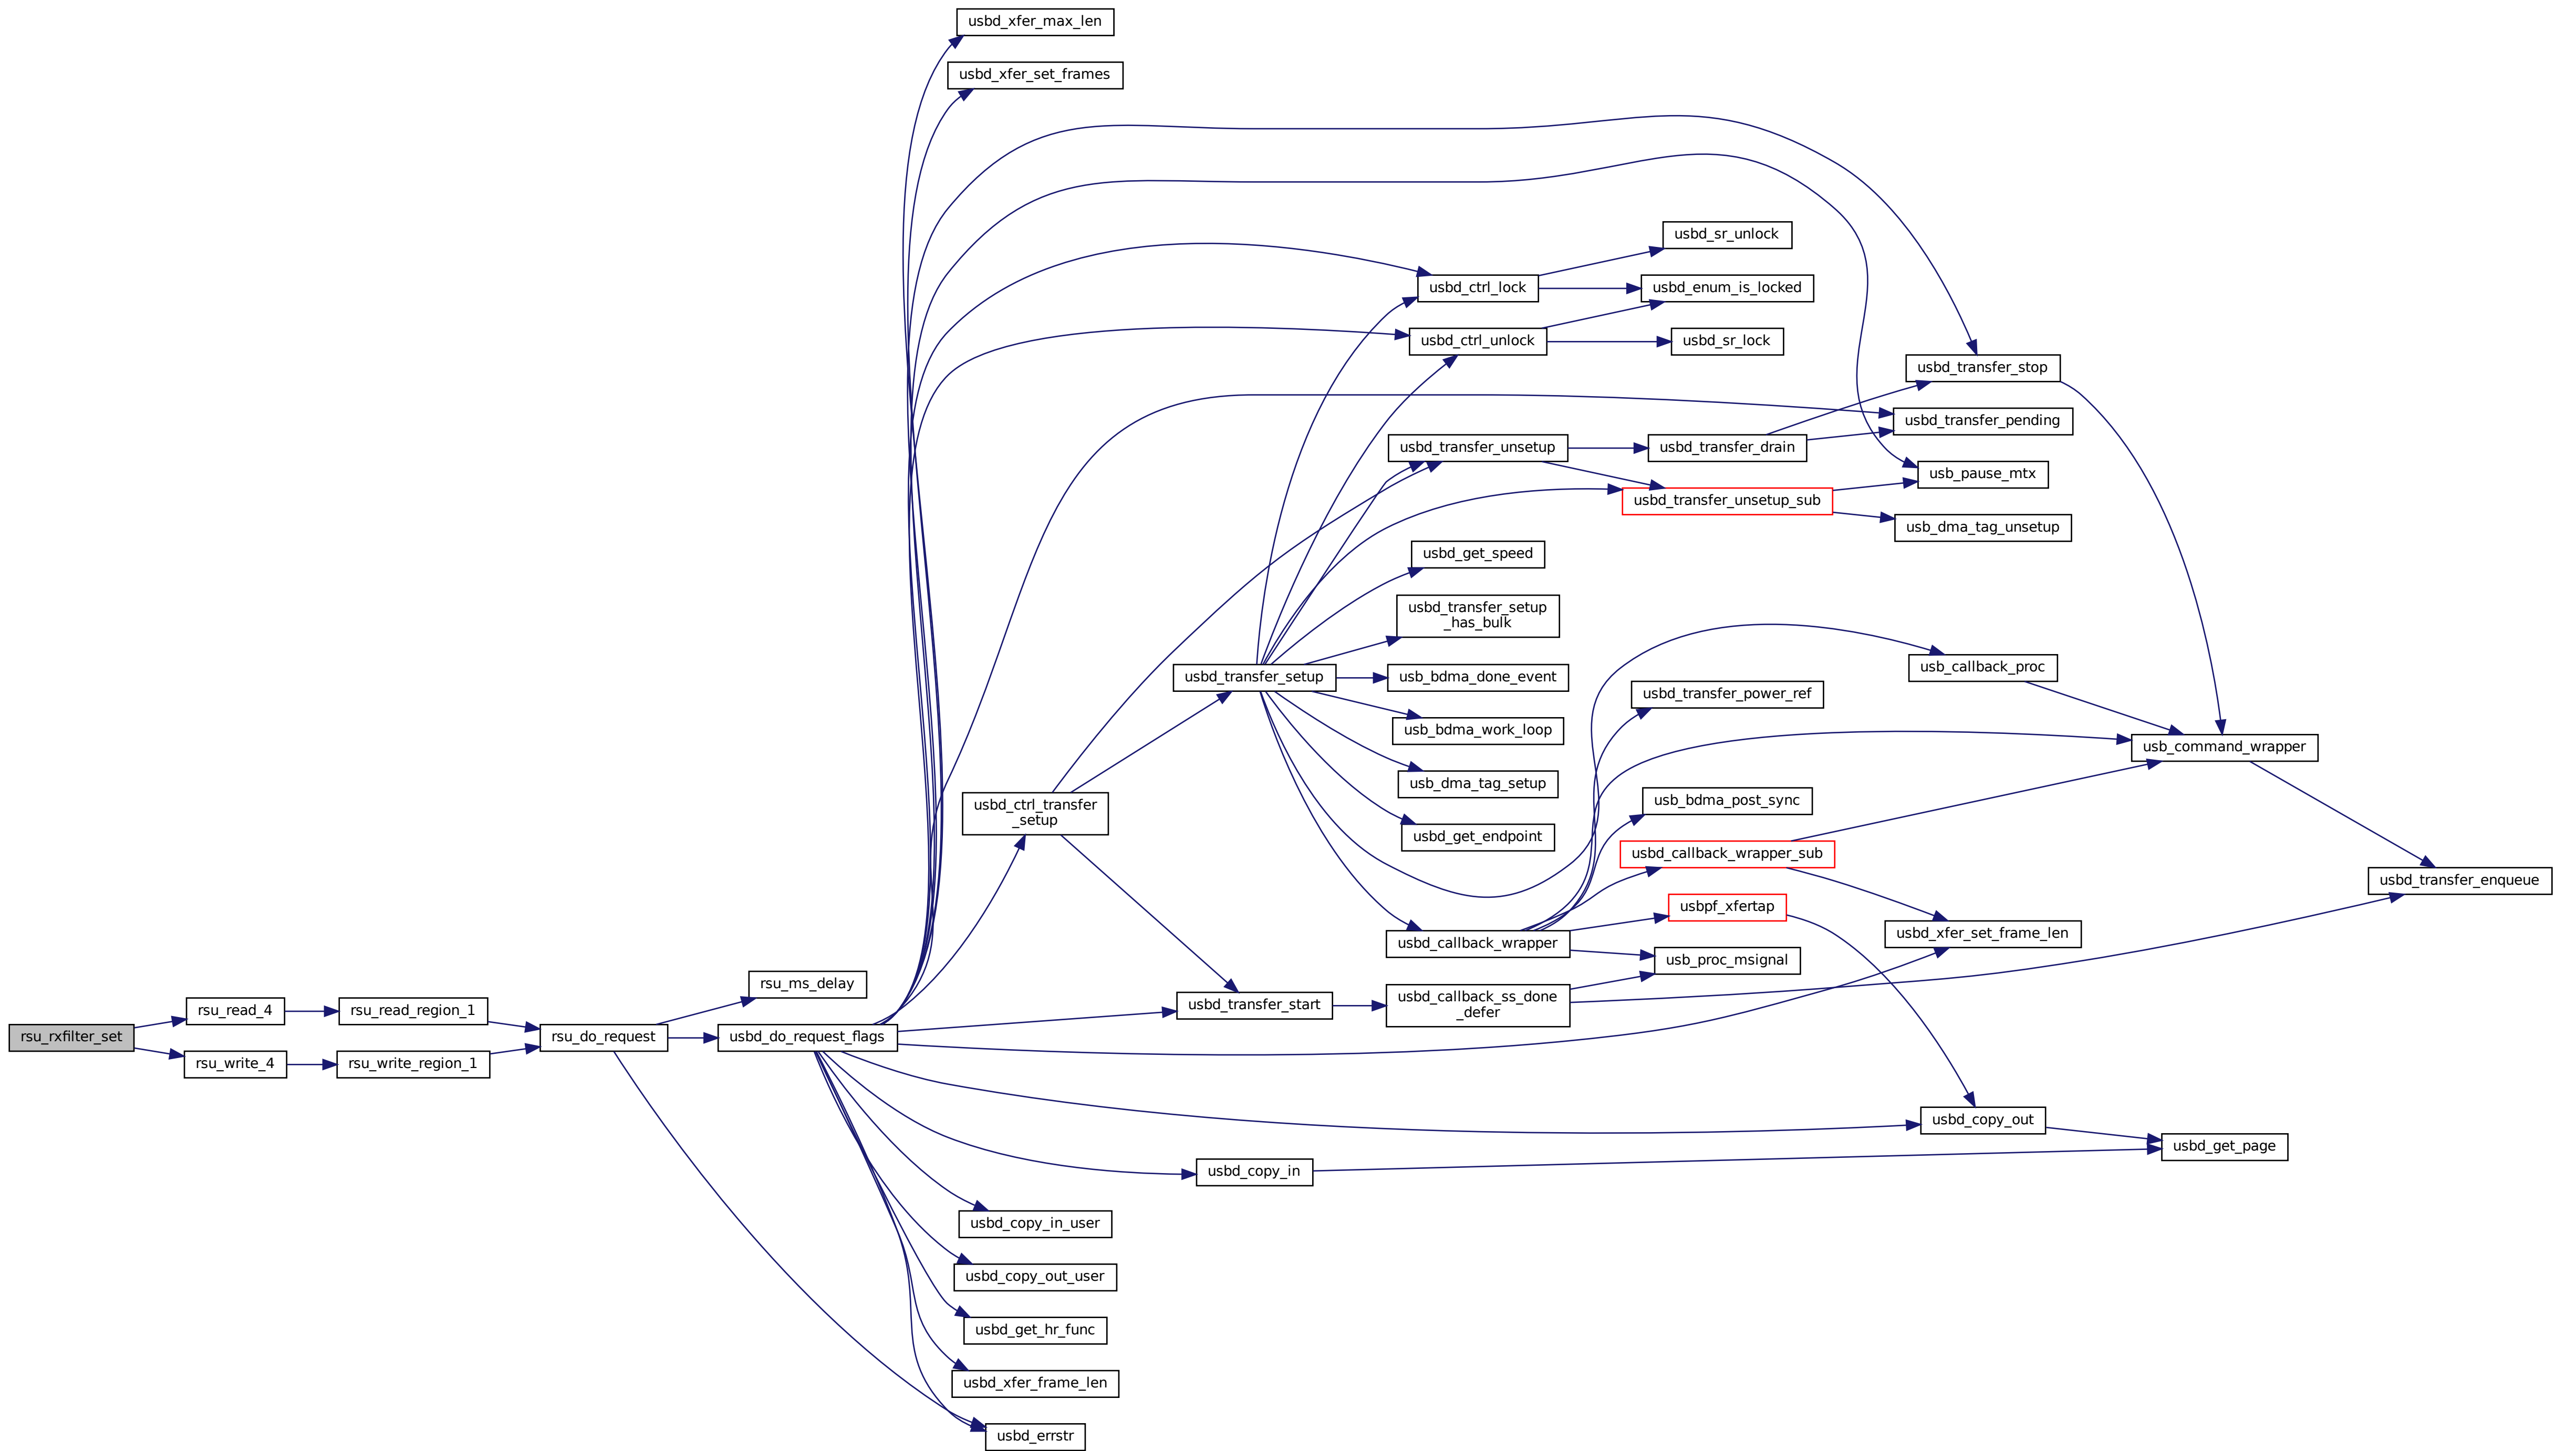 usbd_xfer_max_len
usbd_xfer_set_frames
usbd_sr_unlock
usbd_ctrl_lock
usbd_enum_is_locked
usbd_ctrl_unlock
usbd_sr_lock
usbd_transfer_stop
usbd_transfer_pending
usbd_transfer_unsetup
usbd_transfer_drain
usb_pause_mtx
usbd_transfer_unsetup_sub
usb_dma_tag_unsetup
usbd_get_speed
usbd_transfer_setup
_has_bulk
usb_callback_proc
usbd_transfer_setup
usb_bdma_done_event
usbd_transfer_power_ref
usb_bdma_work_loop
usb_command_wrapper
usb_dma_tag_setup
usbd_ctrl_transfer
_setup
usb_bdma_post_sync
usbd_get_endpoint
usbd_callback_wrapper_sub
usbd_transfer_enqueue
usbpf_xfertap
usbd_callback_wrapper
usbd_xfer_set_frame_len
usb_proc_msignal
rsu_ms_delay
usbd_transfer_start
usbd_callback_ss_done
_defer
rsu_read_4
rsu_read_region_1
rsu_rxfilter_set
rsu_do_request
usbd_do_request_flags
rsu_write_4
rsu_write_region_1
usbd_copy_out
usbd_get_page
usbd_copy_in
usbd_copy_in_user
usbd_copy_out_user
usbd_get_hr_func
usbd_xfer_frame_len
usbd_errstr